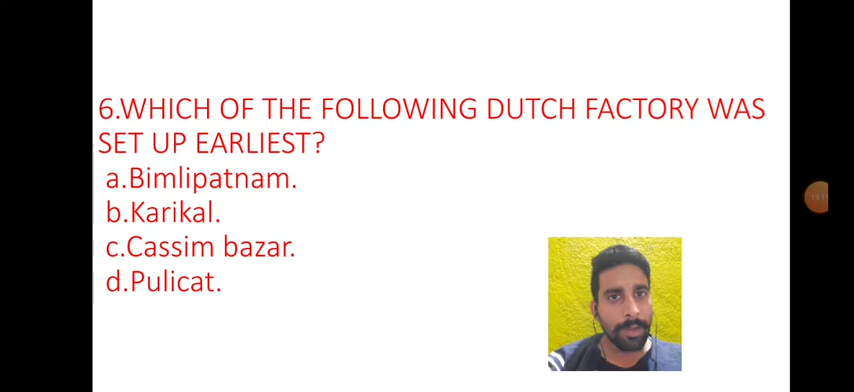 6.WHICH OF THE FOLLOWING DUTCH FACTORY WAS
SET UP EARLIEST?
a.Bimlipatnam.
b.Karikal.
c.Cassim bazar.
d.Pulicat.